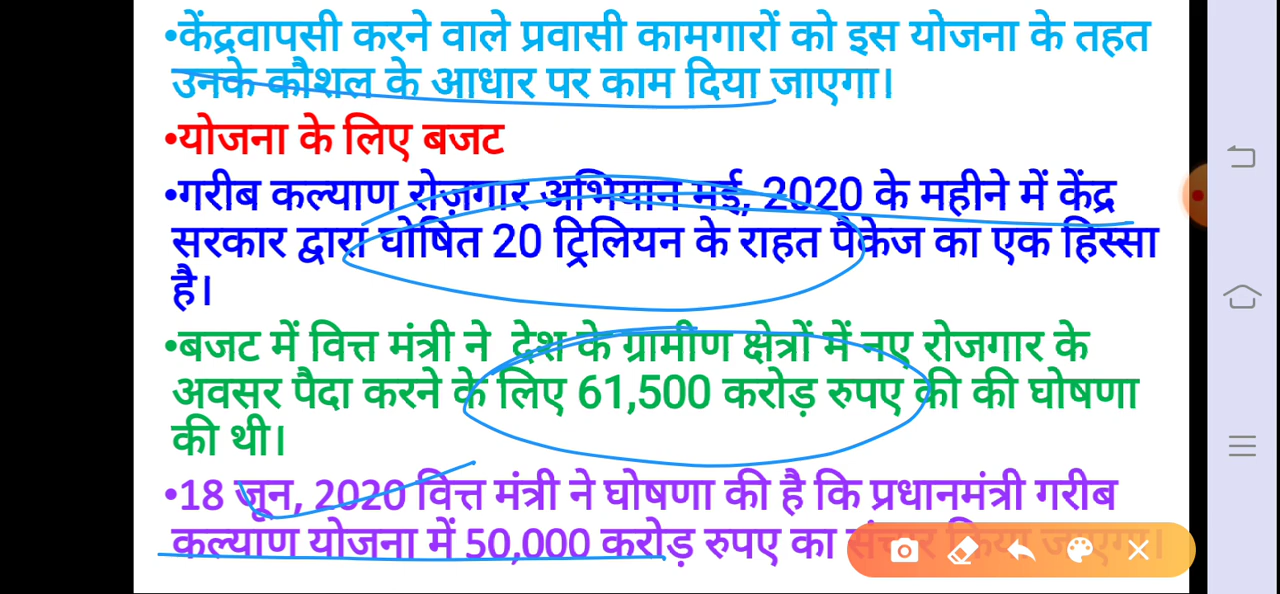 •केंद्रवापसी करने वाले प्रवासी कामगारों को इस योजना के तहत
उनके कौशल के आधार पर काम दिया जाएगा।
•योजना के लिए बजट
•गरीब कल्याण रोज़गार अभियान मई, 2020 के महीने में केंद्र
सरकार द्वारा घोषित 20 ट्रिलियन के राहत पैकेज का एक हिस्सा
है।
•बजट में वित्त मंत्री ने देश के ग्रामीण क्षेत्रों में नए रोजगार के
अवसर पैदा करने के लिए 61,500 करोड़ रुपए की की घोषणा
की थी।
•18 जून, 2020 वित्त मंत्री ने घोषणा की है कि प्रधानमंत्री गरीब
कल्याण योजना में 50,000 करोड़ रुपए का संचार किया जाएगा।